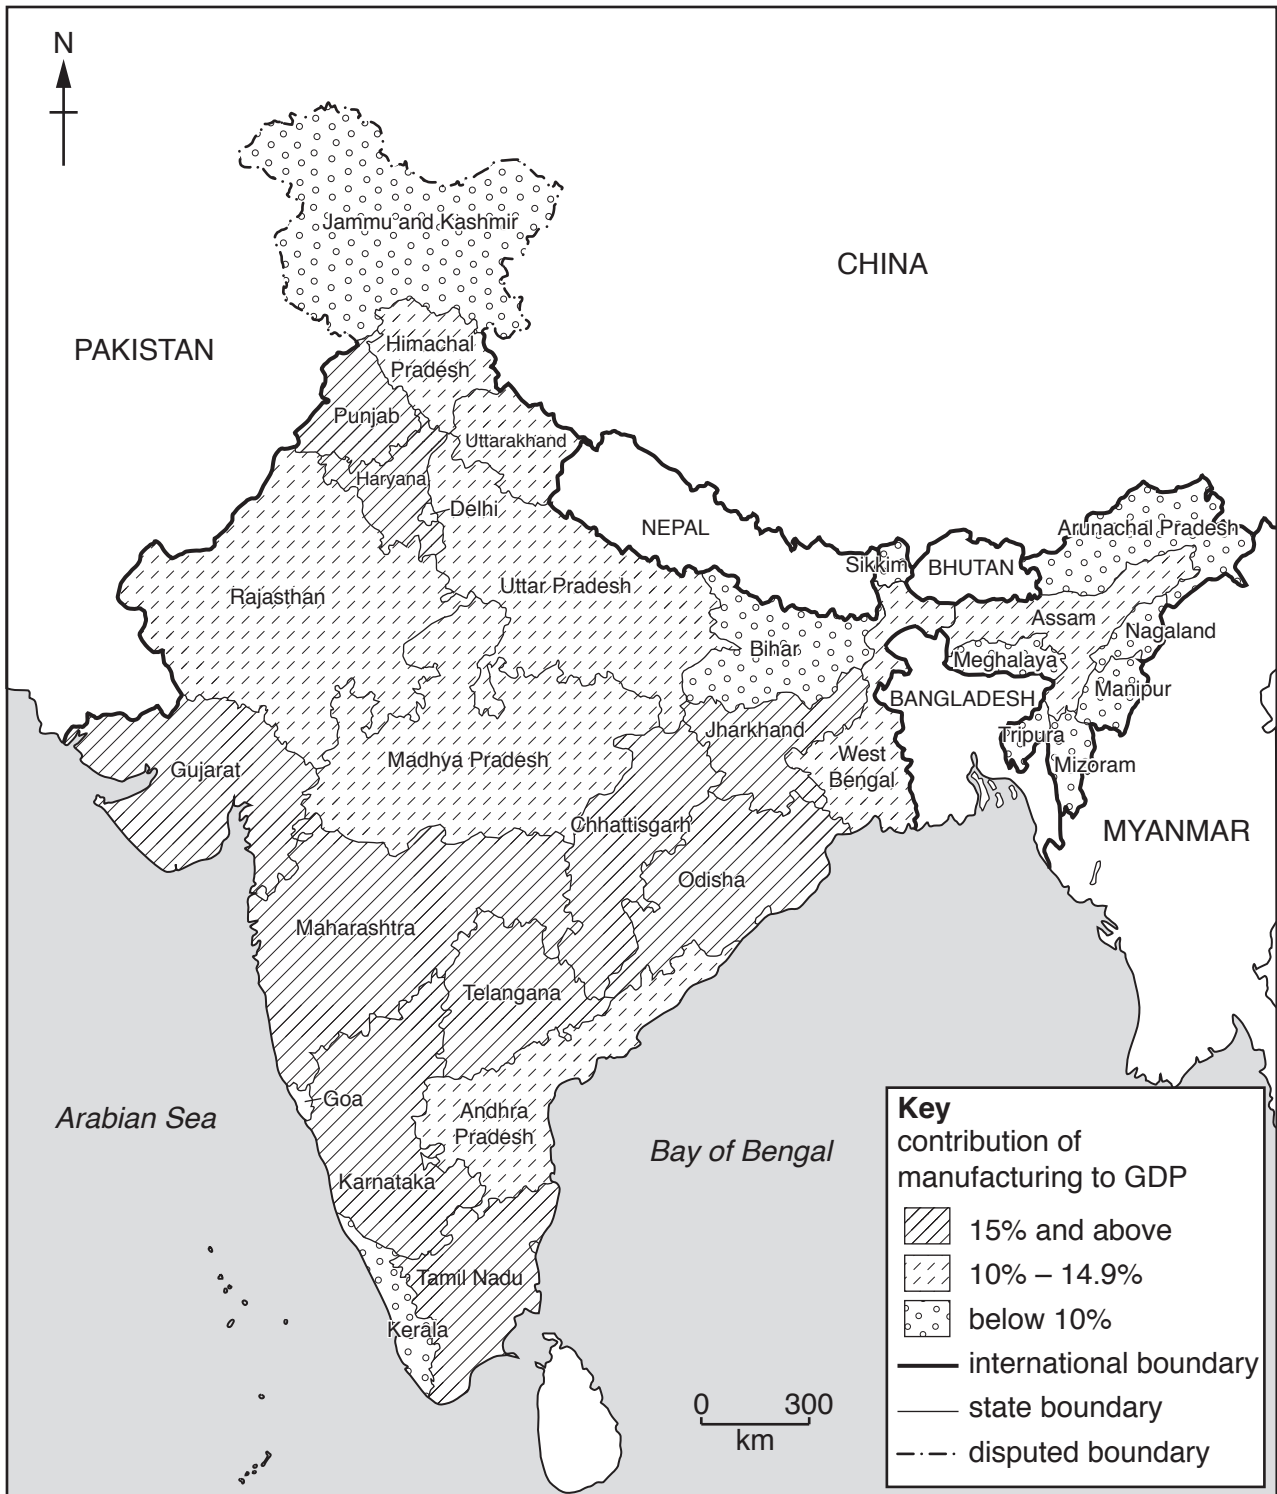 N
Jammu and Kashmir
CHINA
PAKISTAN
Himachal
Pradesh
Punjab
Uttarakhand
Haryana
Delhi
NEPAL
Arunachal Pradesh
Sikkim
BHUTAN
Rajasthan
Uttar Pradesh
Assam
Nagaland
Bihar
Meghalaya
Manipur
BANGLADESH
Jharkhand
Tripura
Gujarat
Madhya Pradesh
West
Bengal
Mizoram
Chhattisgarh
MYANMAR
Odisha
Maharashtra
Telangana
Goa
Arabian Sea
Andhra
Pradesh
Bay of Bengal
Karnataka
Tamil Nadu
Kerala
0 300
km
Key
contribution of
manufacturing to GDP
15% and above
10% – 14.9%
below 10%
international boundary
state boundary
disputed boundary